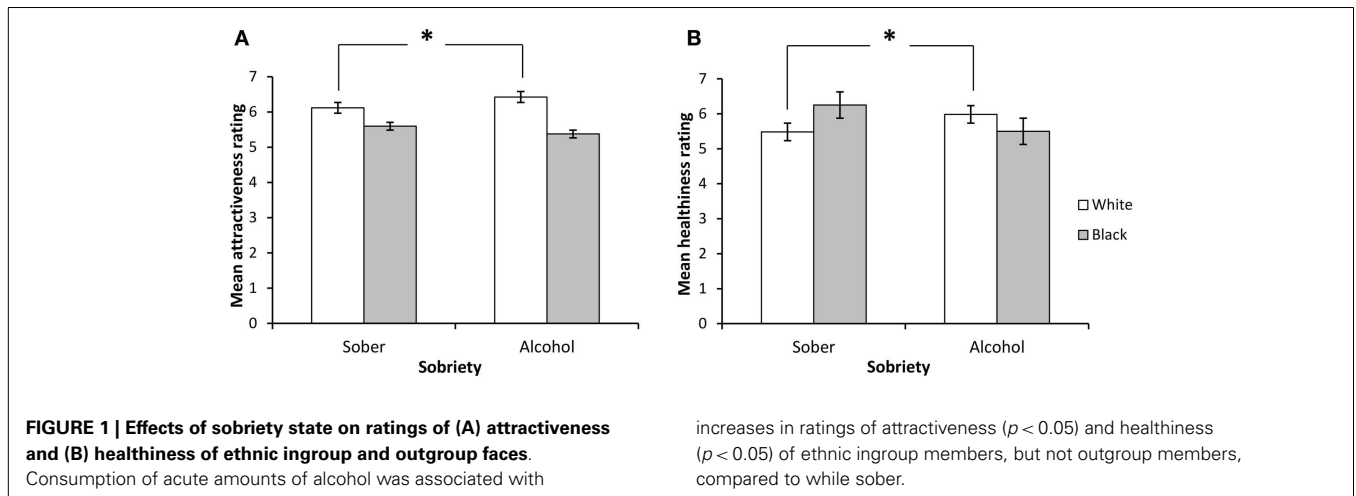 A
*
Mean attractiveness rating
7
6
5
4
3
2
1
0
Sober
Alcohol
Sobriety
B
*
Mean healthiness rating
7
6
5
4
3
2
1
0
Sober
Alcohol
Sobriety
White
Black
FIGURE 1 | Effects of sobriety state on ratings of (A) attractiveness
and (B) healthiness of ethnic ingroup and outgroup faces.
Consumption of acute amounts of alcohol was associated with
increases in ratings of attractiveness (p < 0.05) and healthiness
(p < 0.05) of ethnic ingroup members, but not outgroup members,
compared to while sober.